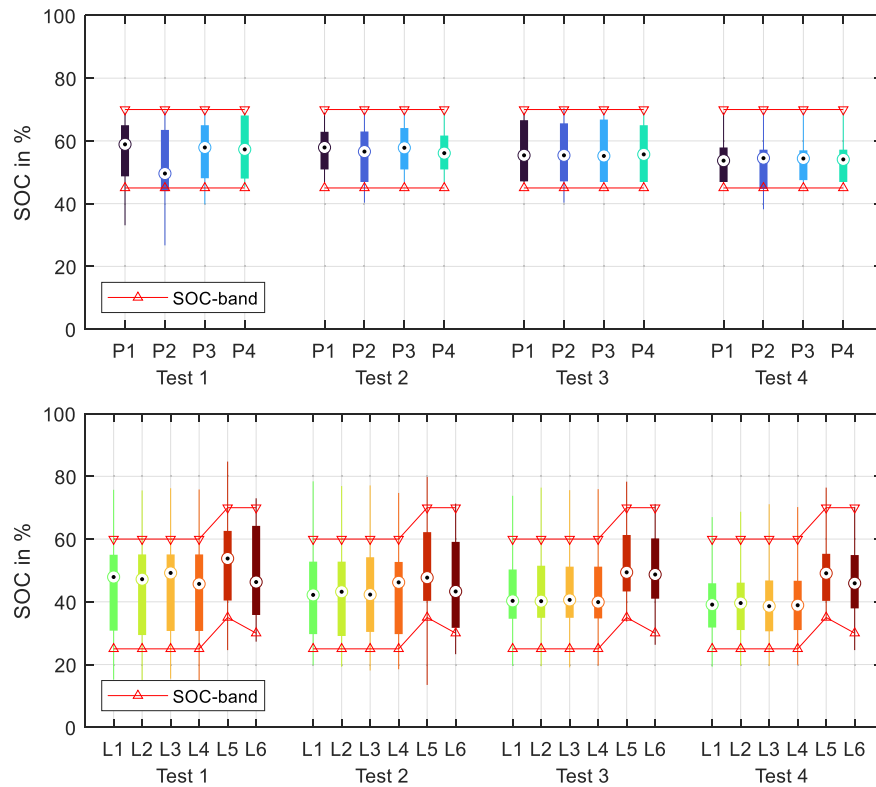 100
80
60
40
20
0
SOC in %
SOC-band
P1 P2 P3 P4 P1 P2 P3 P4 P1 P2 P3 P4 P1 P2 P3 P4
Test 1 Test 2 Test 3 Test 4
100
80
60
40
20
0
SOC in %
SOC-band
L1 L2 L3 L4 L5 L6 L1 L2 L3 L4 L5 L6 L1 L2 L3 L4 L5 L6 L1 L2 L3 L4 L5 L6
Test 1 Test 2 Test 3 Test 4